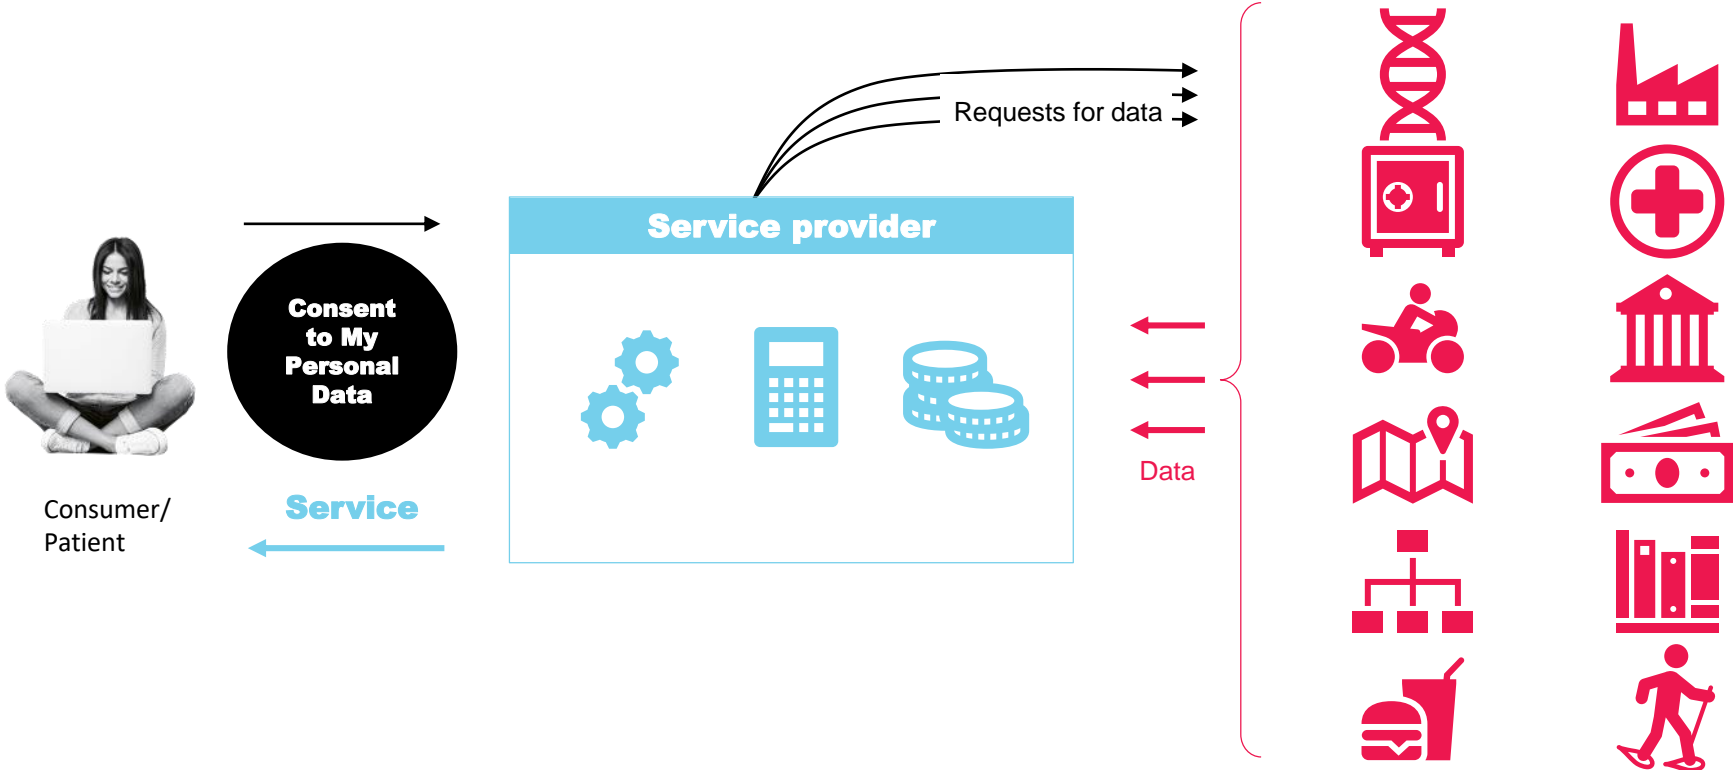 Requests for data
Service provider
Consent
to My
Personal
Data
Data
Consumer/
Patient
Service